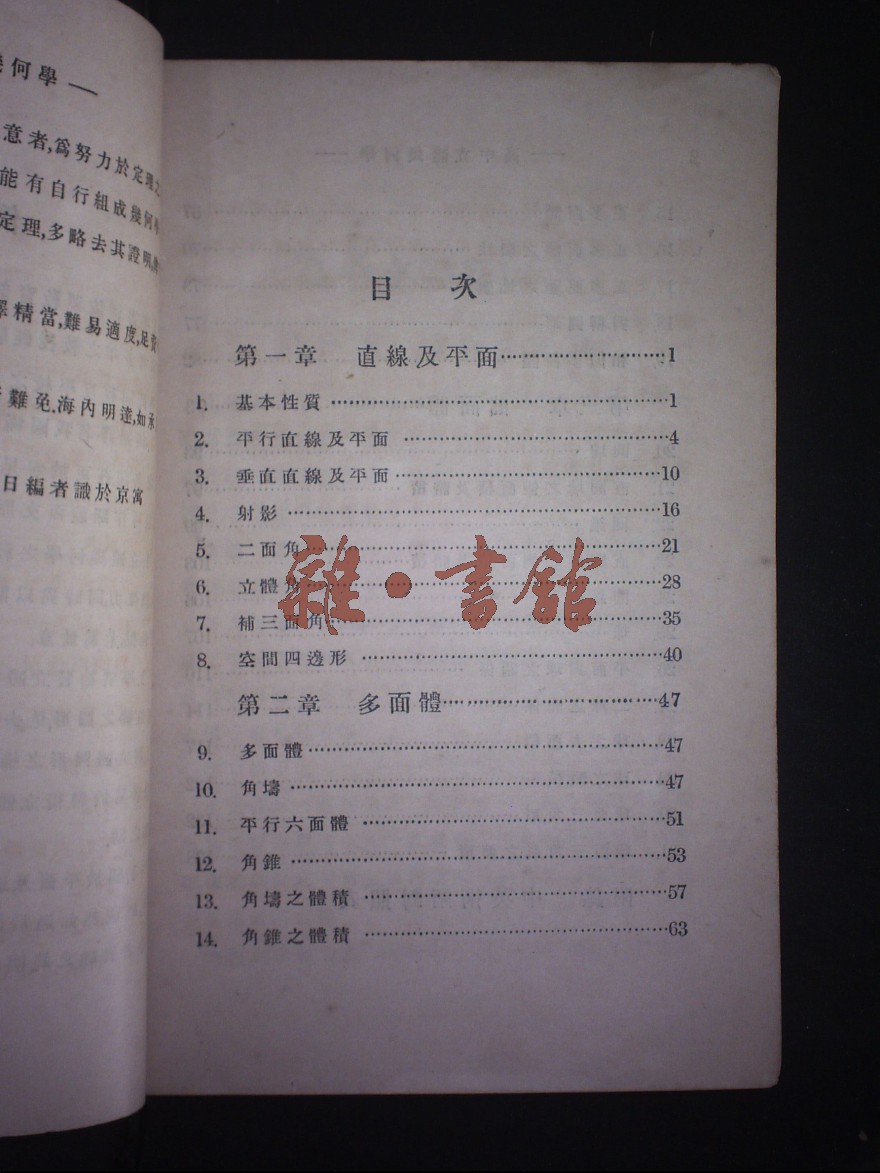 幾何學 —
意者,爲努力於定理之
能有自行組成幾何
定理,多略去其證明,
擇精當,難易適度,足資
難免.海內明達,如承
日編者識於京寓
目 次
第一章 直線及平面………………………1
1. 基本性質………………………………1
2. 平行直線及平面………………………4
3. 垂直直線及平面………………………10
4. 射影……………………………………16
5. 二面角…………………………………21
6. 立體角…………………………………28
7. 補三面角………………………………35
8. 空間四邊形……………………………40
第二章 多面體……………………………47
9. 多面體…………………………………47
10. 角壔……………………………………47
11. 平行六面體……………………………51
12. 角錐……………………………………53
13. 角壔之體積……………………………57
14. 角錐之體積……………………………63
雜·書館